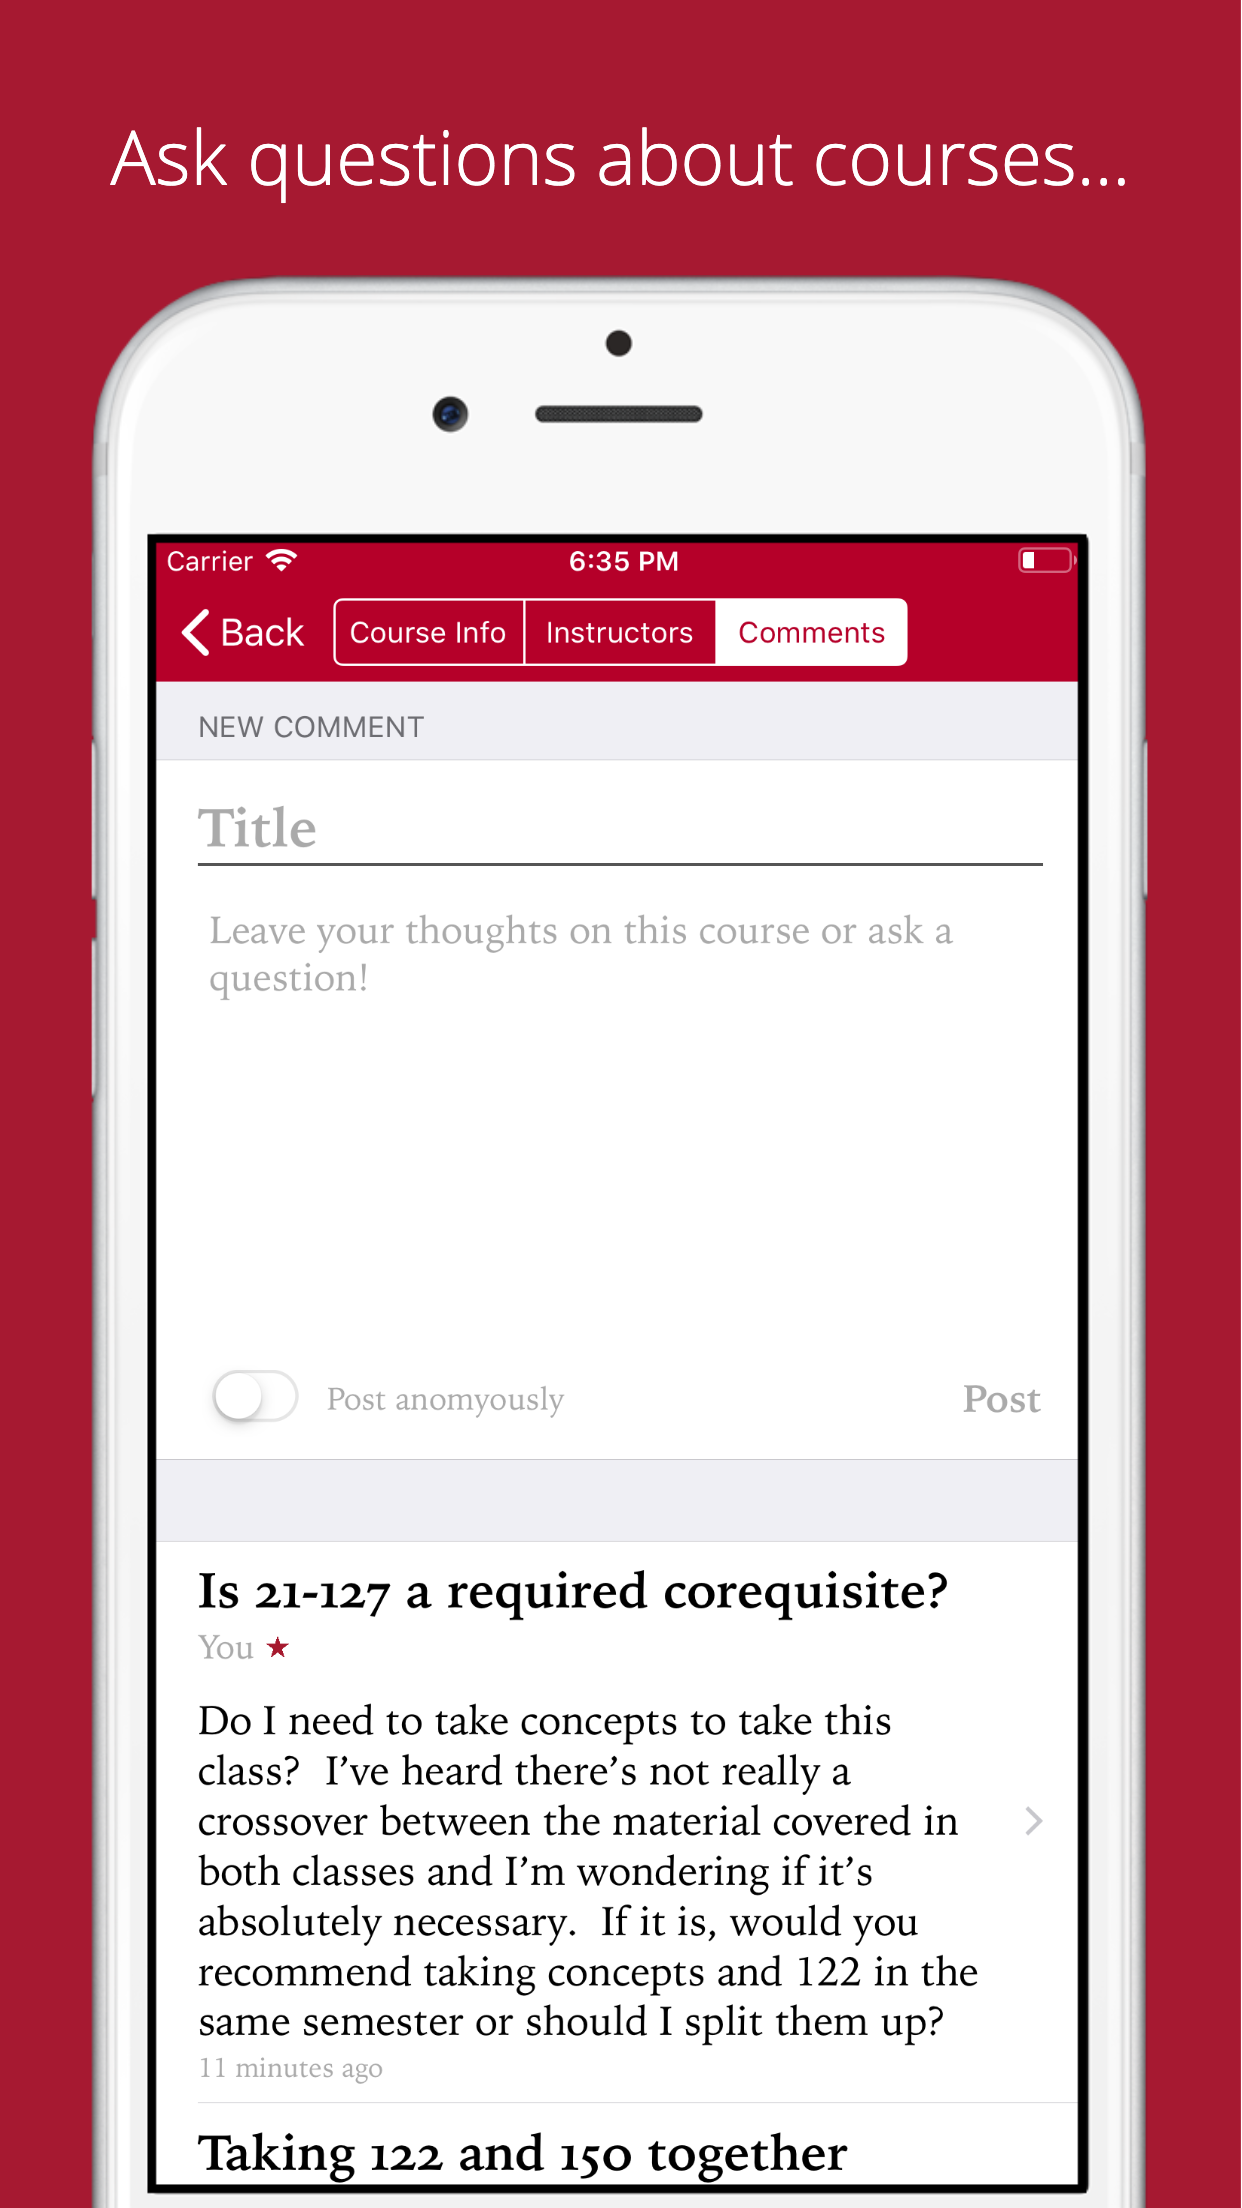 Ask questions about courses...
Carrier
6:35 PM
Back
Course Info
Instructors
Comments
NEW COMMENT
Title
Leave your thoughts on this course or ask a
question!
Post anomyously
Post
Is 21-127 a required corequisite?
You
Do I need to take concepts to take this
class?  I've heard there's not really a
crossover between the material covered in
both classes and I'm wondering if it's
absolutely necessary.  If it is, would you
recommend taking concepts and 122 in the
same semester or should I split them up?
11 minutes ago
Taking 122 and 150 together